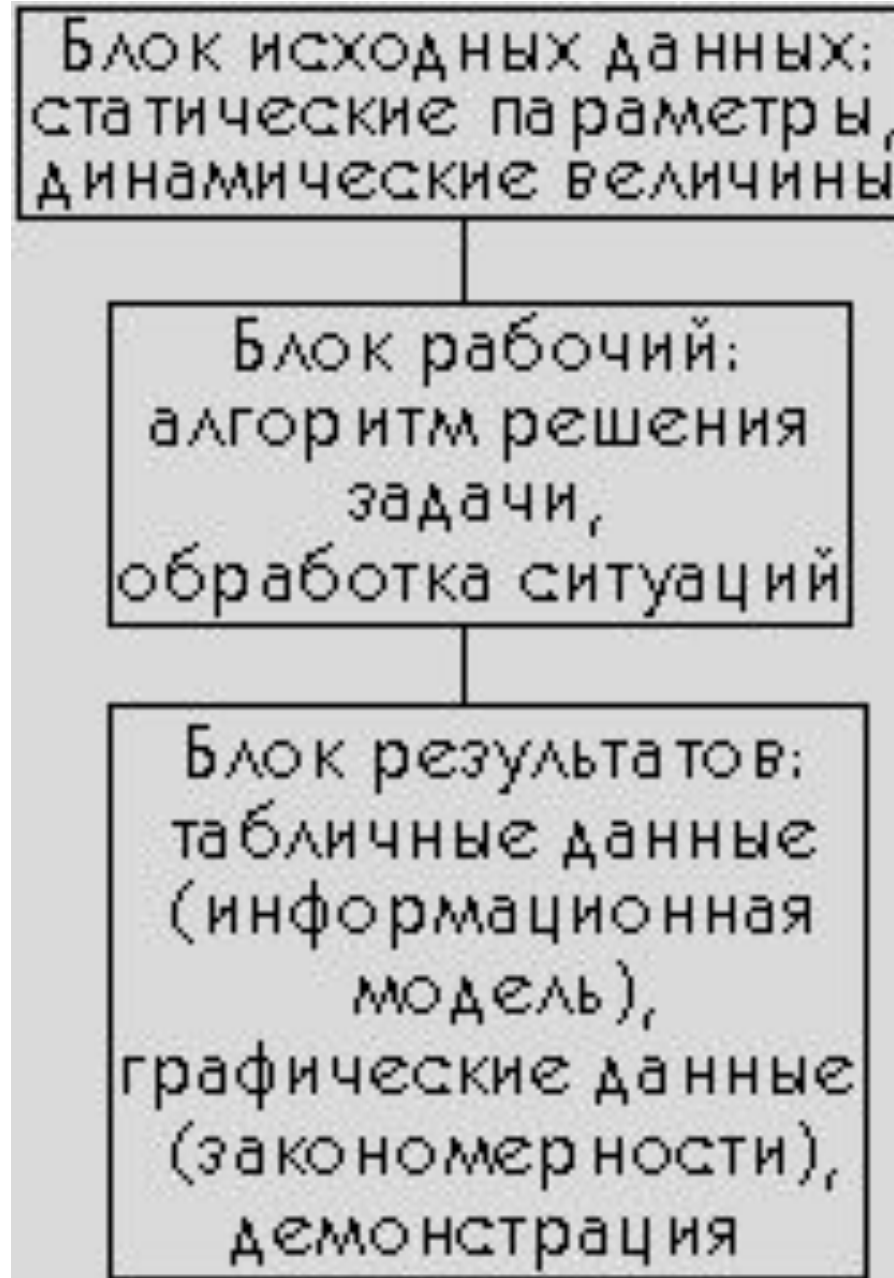 Блок исходных данных:
статические параметры,
динамические величины
Блок рабочий:
алгоритм решения
задачи,
обработка ситуаций
Блок результатов:
табличные данные
(информационная
модель),
графические данные
(закономерности),
демонстрация